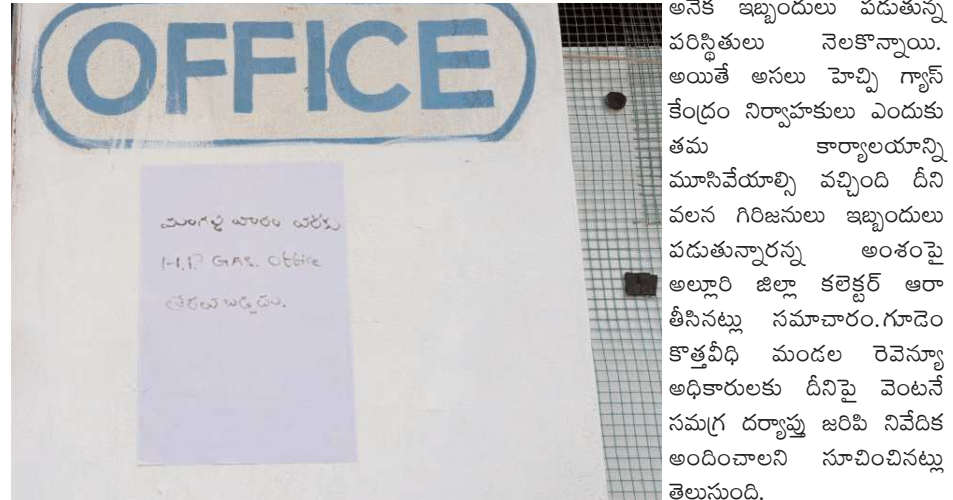 OFFICE
మంగళ వారం వరకు
H.P GAS. Office
తెరవబడదు.
అనేక ఇబ్బందులు పడుతున్న
పరిస్థితులు నెలకొన్నాయి.
అయితే అసలు హెచ్పి గ్యాస్
కేంద్రం నిర్వాహకులు ఎందుకు
తమ కార్యాలయాన్ని
మూసివేయాల్సి వచ్చింది దీని
వలన గిరిజనులు ఇబ్బందులు
పడుతున్నారన్న అంశంపై
అల్లూరి జిల్లా కలెక్టర్ ఆరా
తీసినట్లు సమాచారం.గూడెం
కొత్తవీధి మండల రెవెన్యూ
అధికారులకు దీనిపై వెంటనే
సమగ్ర దర్యాప్తు జరిపి నివేదిక
అందించాలని సూచించినట్లు
తెలుసుంది.